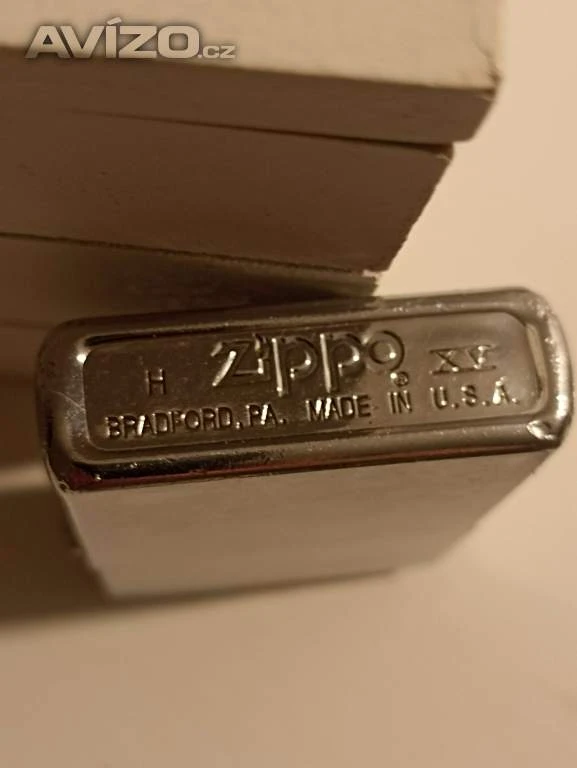 AVÍZO.cz
H zippo ® XV
BRADFORD, PA. MADE IN U.S.A.